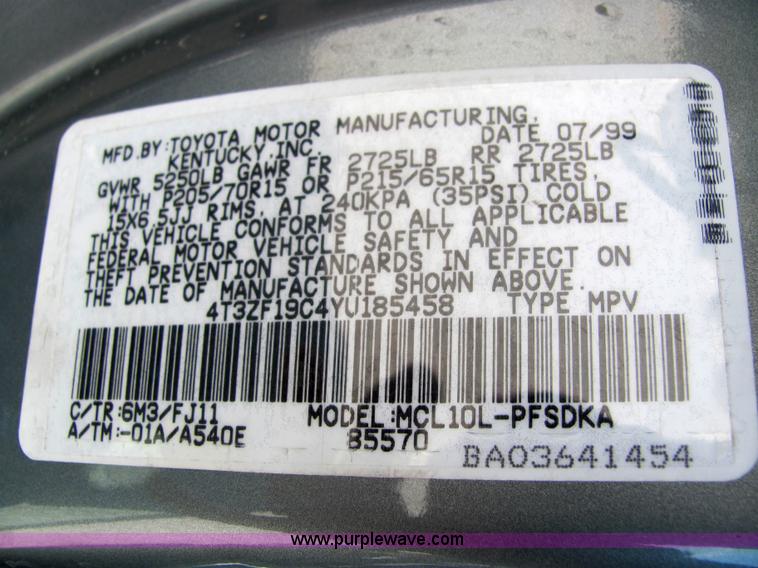 MFD.BY:TOYOTA MOTOR MANUFACTURING,
KENTUCKY,INC. DATE 07/99
GVWR 5250LB GAWR FR 2725LB RR 2725LB
WITH P205/70R15 OR P215/65R15 TIRES,
15X6.5JJ RIMS, AT 240KPA (35PSI) COLD
THIS VEHICLE CONFORMS TO ALL APPLICABLE
FEDERAL MOTOR VEHICLE SAFETY AND
THEFT PREVENTION STANDARDS IN EFFECT ON
THE DATE OF MANUFACTURE SHOWN ABOVE.
4T3ZF19C4YU185458 TYPE MPV
C/TR:6M3/FJ11 MODEL:MCL10L-PFSDKA
A/TM:-01A/A540E 85570
BA03641454
www.purplewave.com